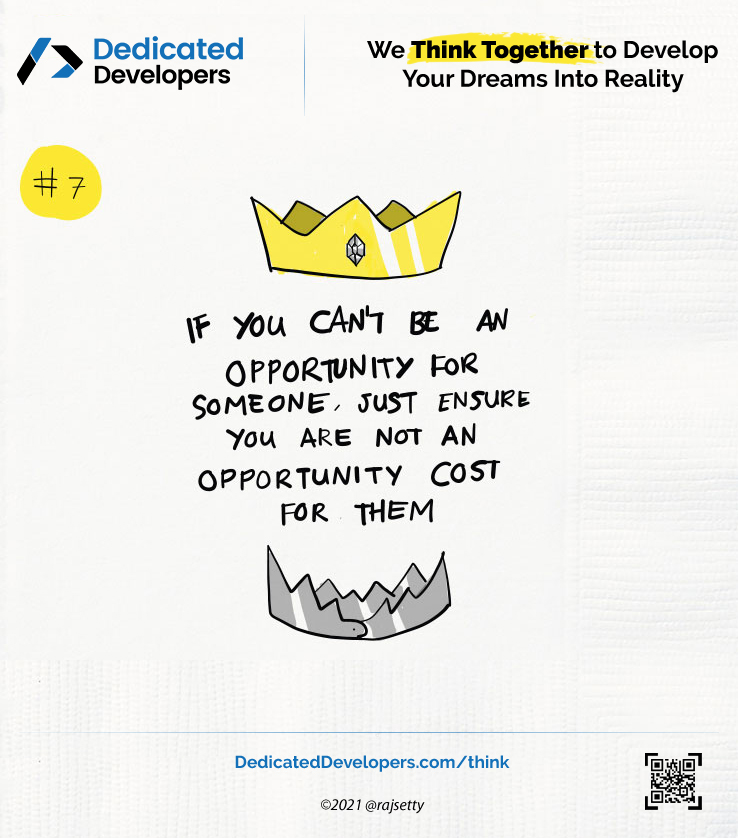 Dedicated
Developers
We Think Together to Develop
Your Dreams Into Reality
#7
IF YOU CAN'T BE AN
OPPORTUNITY FOR
SOMEONE, JUST ENSURE
YOU ARE NOT AN
OPPORTUNITY COST
FOR THEM
DedicatedDevelopers.com/think
©2021 @rajsetty